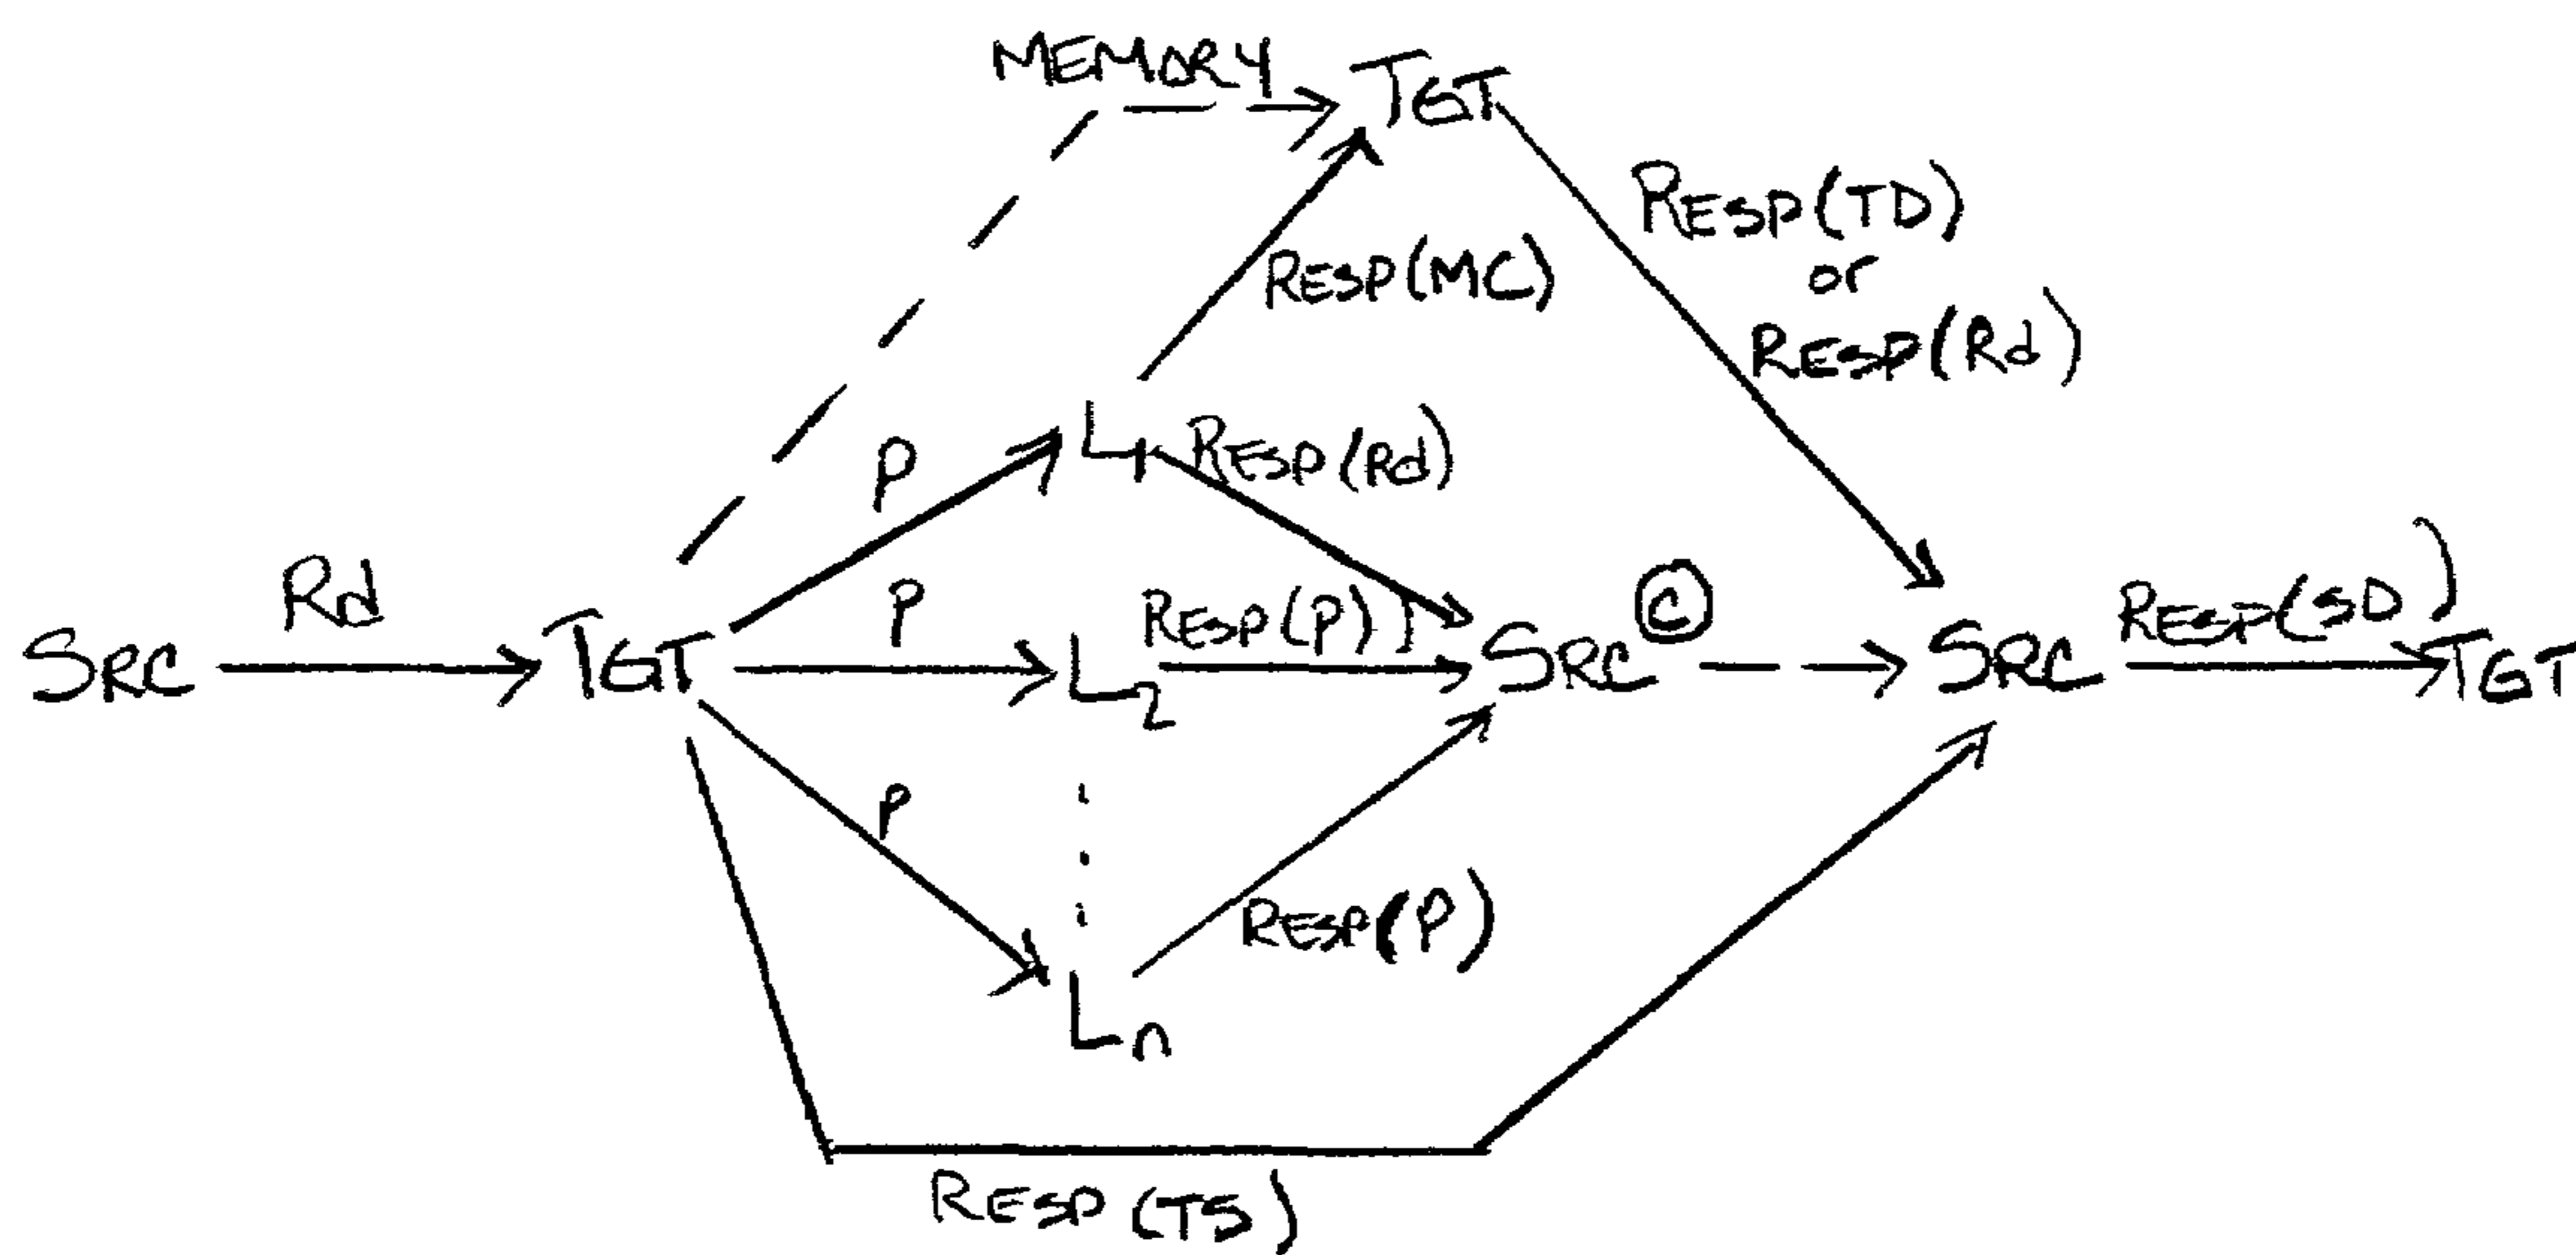 MEMORY
TGT
RESP(TD)
or
RESP(Rd)
RESP(MC)
L1
RESP(Rd)
P
SRC
Rd
TGT
P
L2
RESP(P)
SRC
C
SRC
RESP(SD)
TGT
P
Ln
RESP(P)
RESP(TS)